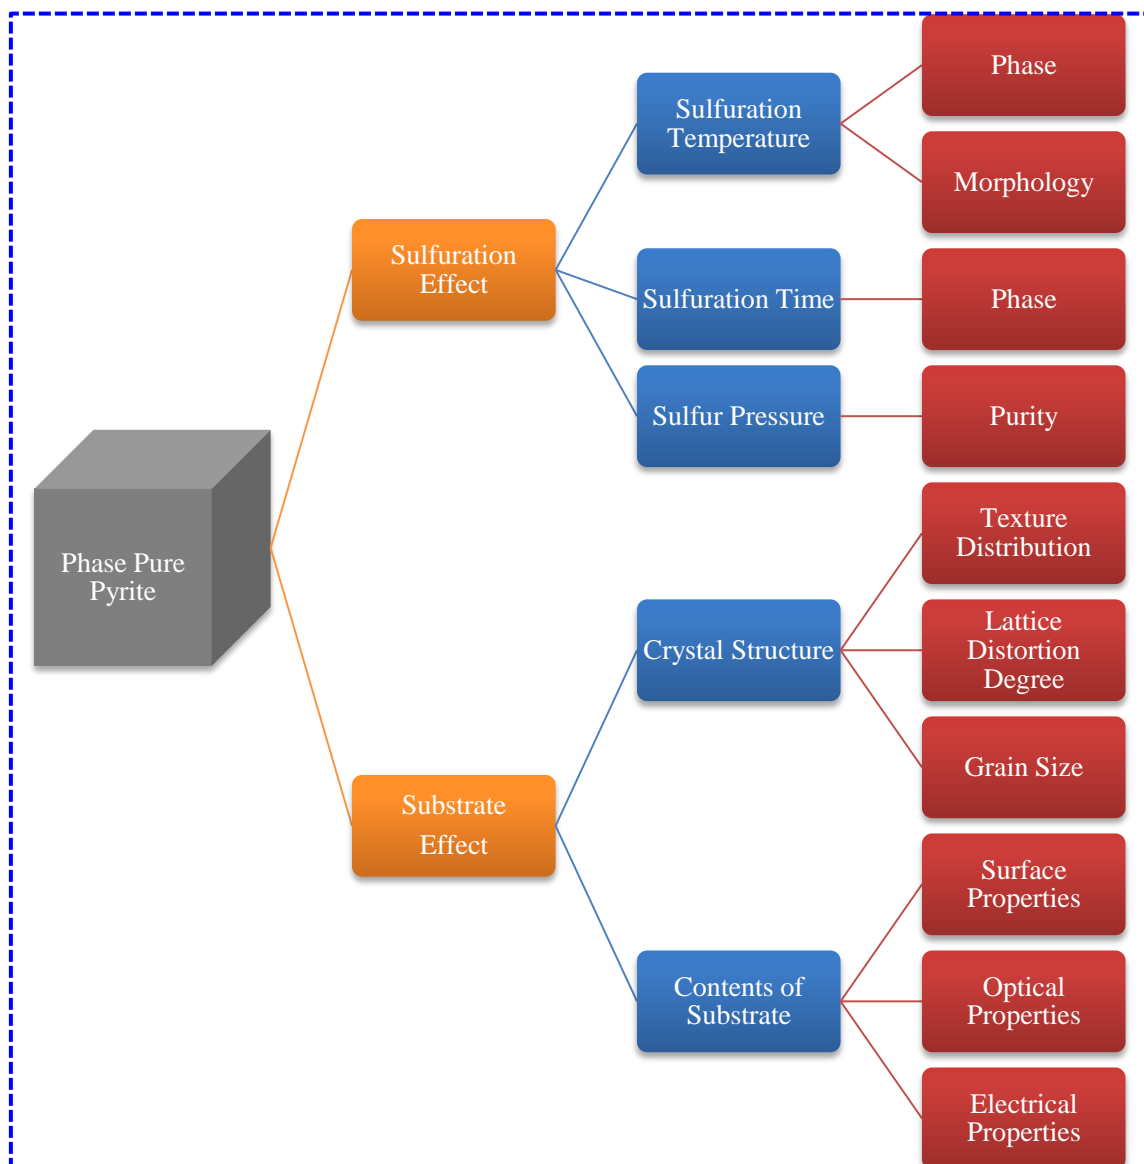 Phase Pure
Pyrite
Sulfuration
Effect
Sulfuration
Temperature
Phase
Morphology
Sulfuration Time
Phase
Sulfur Pressure
Purity
Substrate
Effect
Crystal Structure
Texture
Distribution
Lattice
Distortion
Degree
Grain Size
Contents of
Substrate
Surface
Properties
Optical
Properties
Electrical
Properties